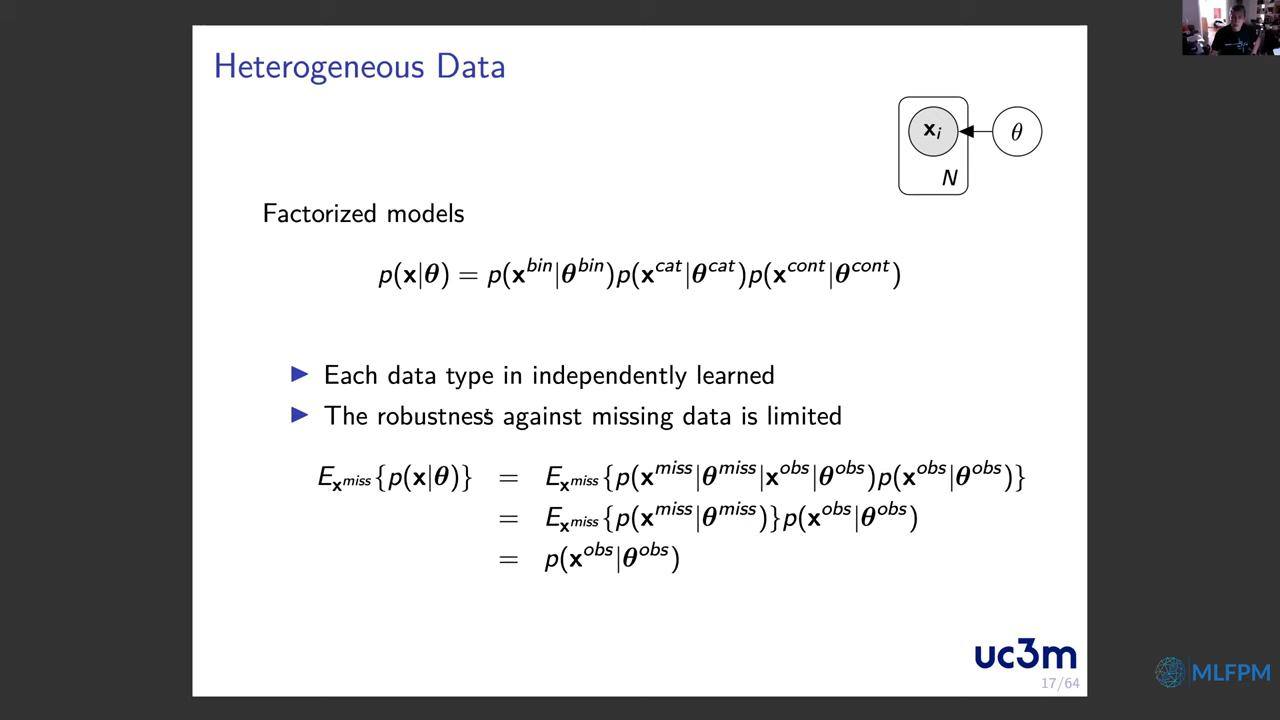 Heterogeneous Data
x_i
θ
N
Factorized models
p(x|θ) = p(x^bin|θ^bin)p(x^cat|θ^cat)p(x^cont|θ^cont)
▶ Each data type in independently learned
▶ The robustness against missing data is limited
E_x^miss{p(x|θ)} = E_x^miss{p(x^miss|θ^miss|x^obs|θ^obs)p(x^obs|θ^obs)}
= E_x^miss{p(x^miss|θ^miss)}p(x^obs|θ^obs)
= p(x^obs|θ^obs)
uc3m
17/64
MLFPM